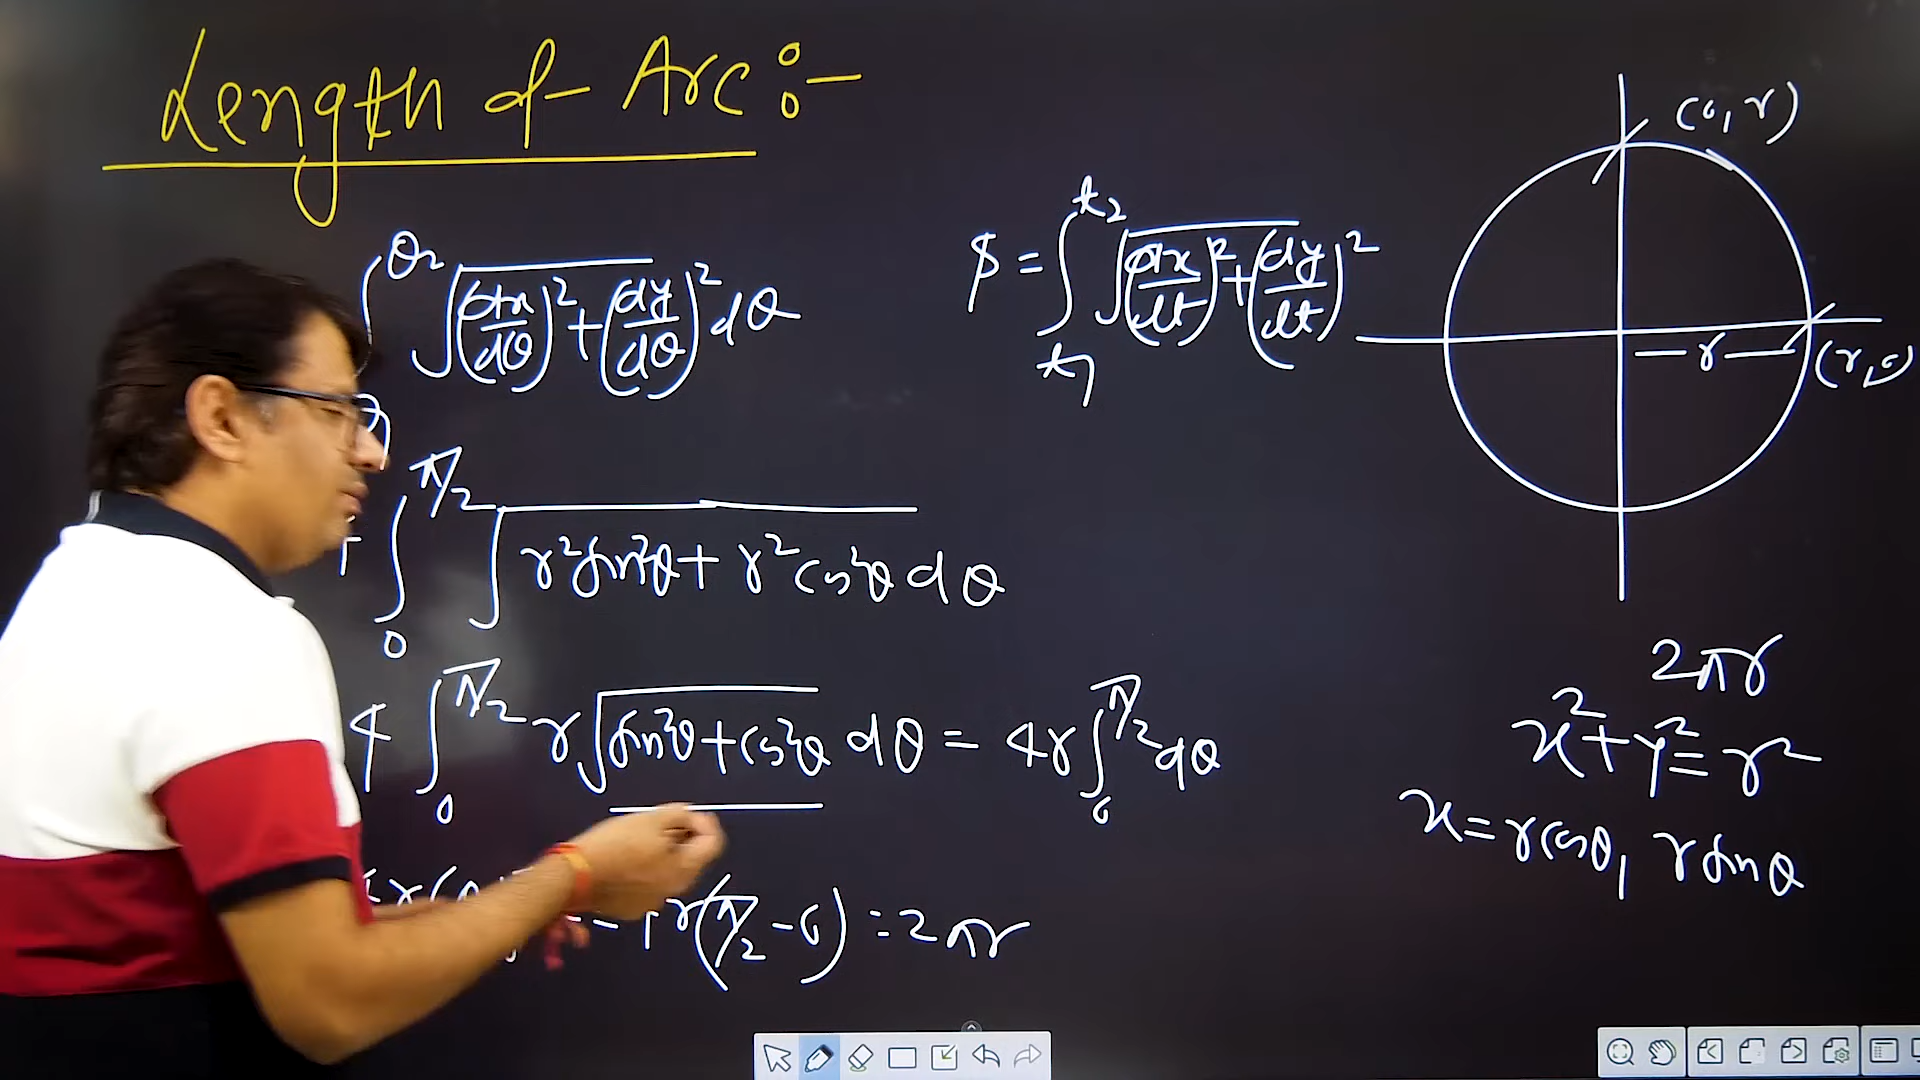 Length of Arc :-
∫ θ₂ √((dx/dθ)² + (dy/dθ)²) dθ
S = ∫ t₁ t₂ √((dx/dt)² + (dy/dt)²)
(0, r)
r
(r, 0)
∫ 0 π/2 √(r² sin²θ + r² cos²θ) dθ
4 ∫ 0 π/2 r √(sin²θ + cos²θ) dθ = 4r ∫ 0 π/2 dθ
r(π/2 - 0) = 2πr
2πr
x² + y² = r²
x = r cosθ, r sinθ